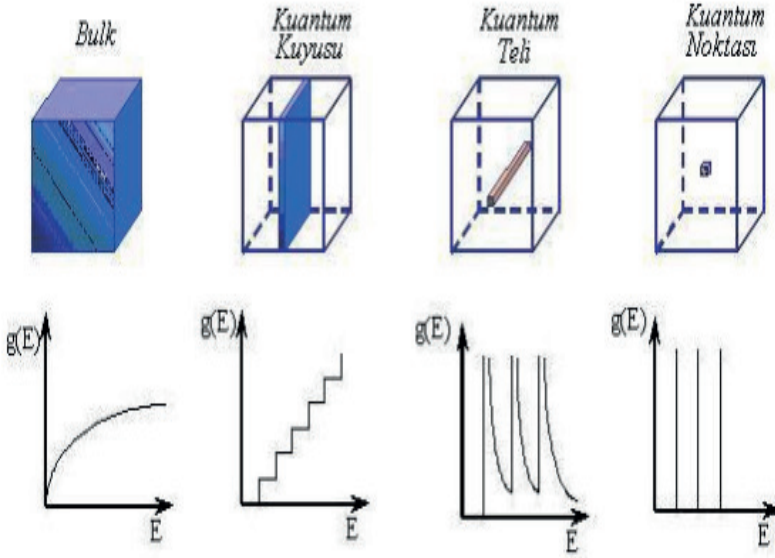 Bulk
Kuantum
Kuyusu
Kuantum
Teli
Kuantum
Noktası
g(E)
E
g(E)
E
g(E)
E
g(E)
E